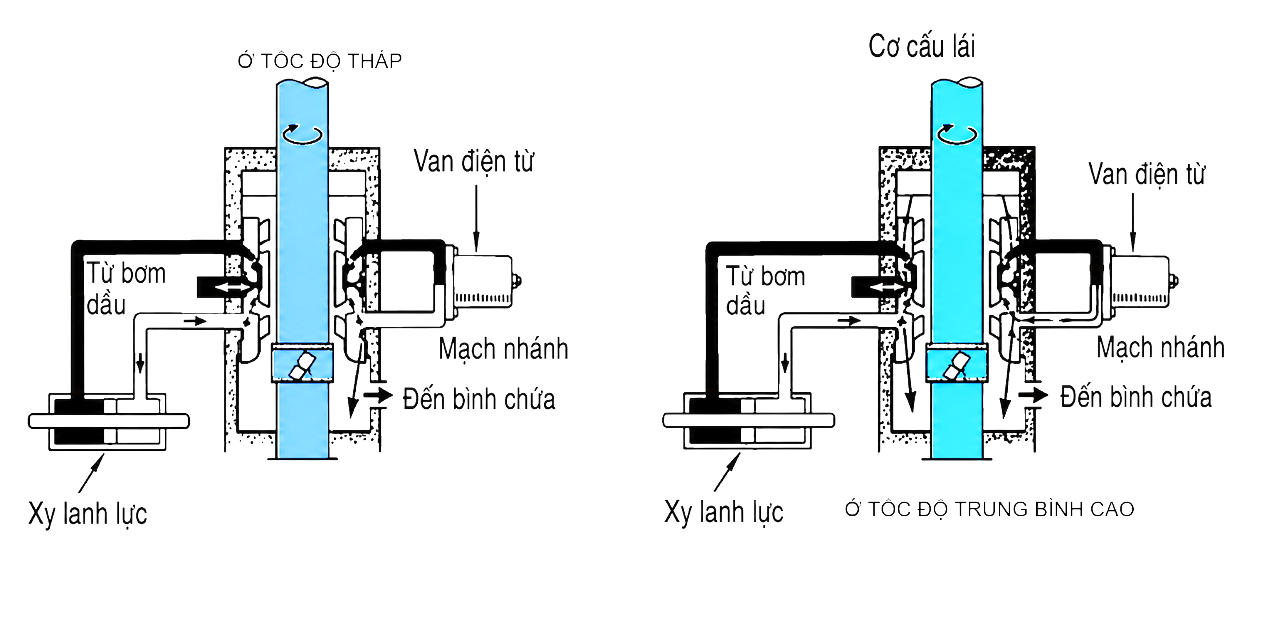 Ở TỐC ĐỘ THÁP
Van điện từ
Từ bơm
dầu
Mạch nhánh
Đến bình chứa
Xy lanh lực
Cơ cấu lái
Van điện từ
Từ bơm
dầu
Mạch nhánh
Đến bình chứa
Xy lanh lực
Ở TỐC ĐỘ TRUNG BÌNH CAO